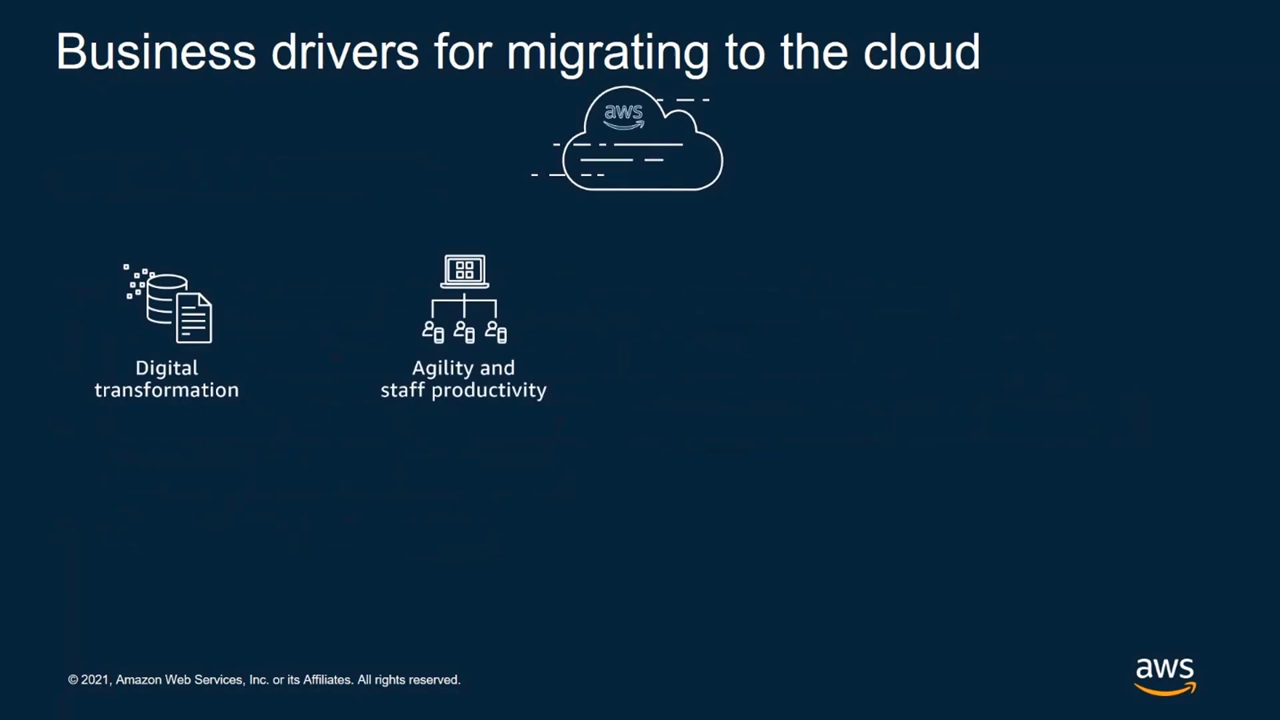 Business drivers for migrating to the cloud
aws
Digital
transformation
Agility and
staff productivity
© 2021, Amazon Web Services, Inc. or its Affiliates. All rights reserved.
aws